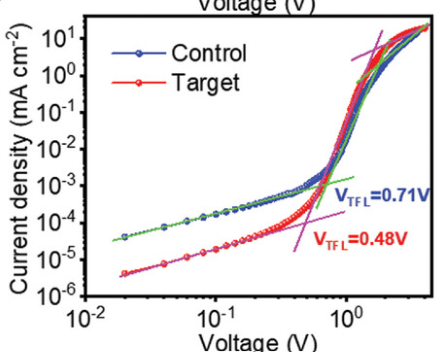 Voltage (V)
Current density (mA cm⁻²)
10¹
10⁰
10⁻¹
10⁻²
10⁻³
10⁻⁴
10⁻⁵
10⁻⁶
Control
Target
V_TFL=0.71V
V_TFL=0.48V
10⁻² 10⁻¹ 10⁰
Voltage (V)